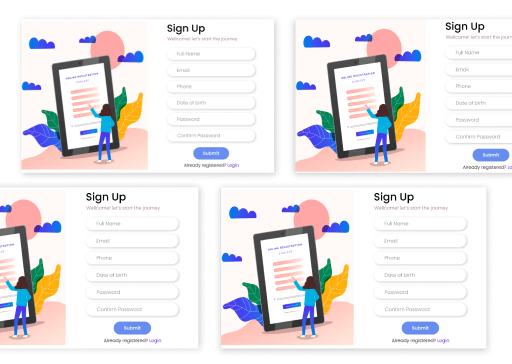 ONLINE REGISTRATION
Sign Up
Welcome! let's start the journey
Full Name
Email
Phone
Date of birth
Password
Confirm Password
Submit
Already registered? Login
ONLINE REGISTRATION
Sign Up
Welcome! let's start the journ
Full Name
Email
Phone
Date of birth
Password
Confirm Password
Submit
Already registered?
REGISTRATION
Sign Up
Welcome! let's start the journey
Full Name
Email
Phone
Date of birth
Password
Confirm Password
Submit
Already registered? Login
ONLINE REGISTRATION
Sign Up
Welcome! let's start the journey
Full Name
Email
Phone
Date of birth
Password
Confirm Password
Submit
Already registered? Login